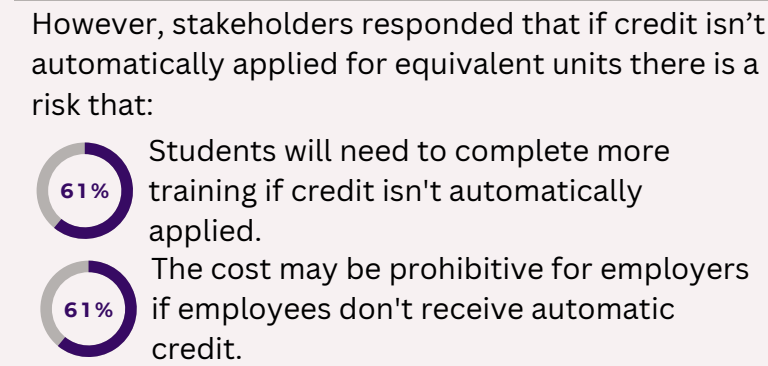 However, stakeholders responded that if credit isn’t
automatically applied for equivalent units there is a
risk that:
61%
Students will need to complete more
training if credit isn't automatically
applied.
61%
The cost may be prohibitive for employers
if employees don't receive automatic
credit.